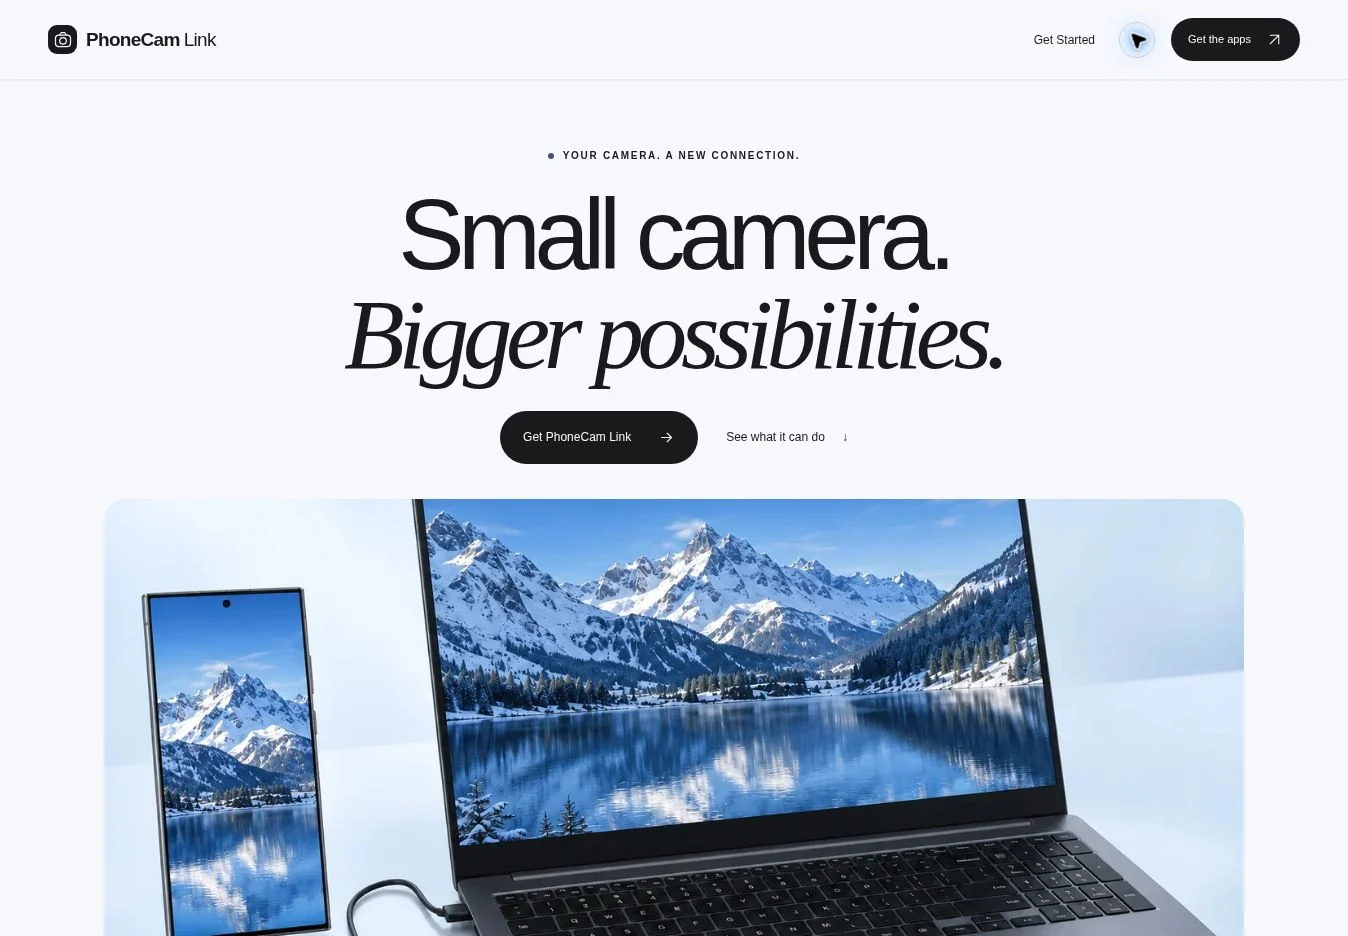 PhoneCam Link
Get Started
Get the apps
YOUR CAMERA. A NEW CONNECTION.
Small camera.
Bigger possibilities.
Get PhoneCam Link →
See what it can do ↓